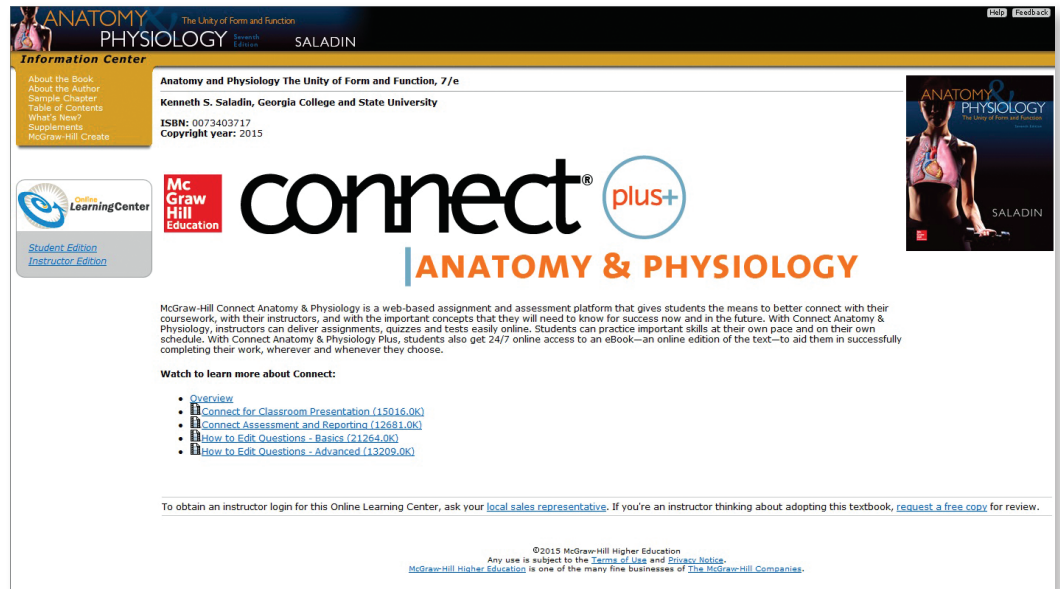 ANATOMY & The Unity of Form and Function
PHYSIOLOGY Seventh Edition SALADIN
Help Feedback
Information Center
About the Book
About the Author
Sample Chapter
Table of Contents
What's New?
Supplements
McGraw-Hill Create
Online
LearningCenter
Student Edition
Instructor Edition
Anatomy and Physiology The Unity of Form and Function, 7/e
Kenneth S. Saladin, Georgia College and State University
ISBN: 0073403717
Copyright year: 2015
Mc
Graw
Hill
Education
connect® plus+
ANATOMY & PHYSIOLOGY
McGraw-Hill Connect Anatomy & Physiology is a web-based assignment and assessment platform that gives students the means to better connect with their
coursework, with their instructors, and with the important concepts that they will need to know for success now and in the future. With Connect Anatomy &
Physiology, instructors can deliver assignments, quizzes and tests easily online. Students can practice important skills at their own pace and on their own
schedule. With Connect Anatomy & Physiology Plus, students also get 24/7 online access to an eBook—an online edition of the text—to aid them in successfully
completing their work, wherever and whenever they choose.
Watch to learn more about Connect:
Overview
Connect for Classroom Presentation (15016.0K)
Connect Assessment and Reporting (12681.0K)
How to Edit Questions - Basics (21264.0K)
How to Edit Questions - Advanced (13209.0K)
ANATOMY &
PHYSIOLOGY
The Unity of Form and Function
SALADIN
To obtain an instructor login for this Online Learning Center, ask your local sales representative. If you're an instructor thinking about adopting this textbook, request a free copy for review.
©2015 McGraw-Hill Higher Education
Any use is subject to the Terms of Use and Privacy Notice.
McGraw-Hill Higher Education is one of the many fine businesses of The McGraw-Hill Companies.